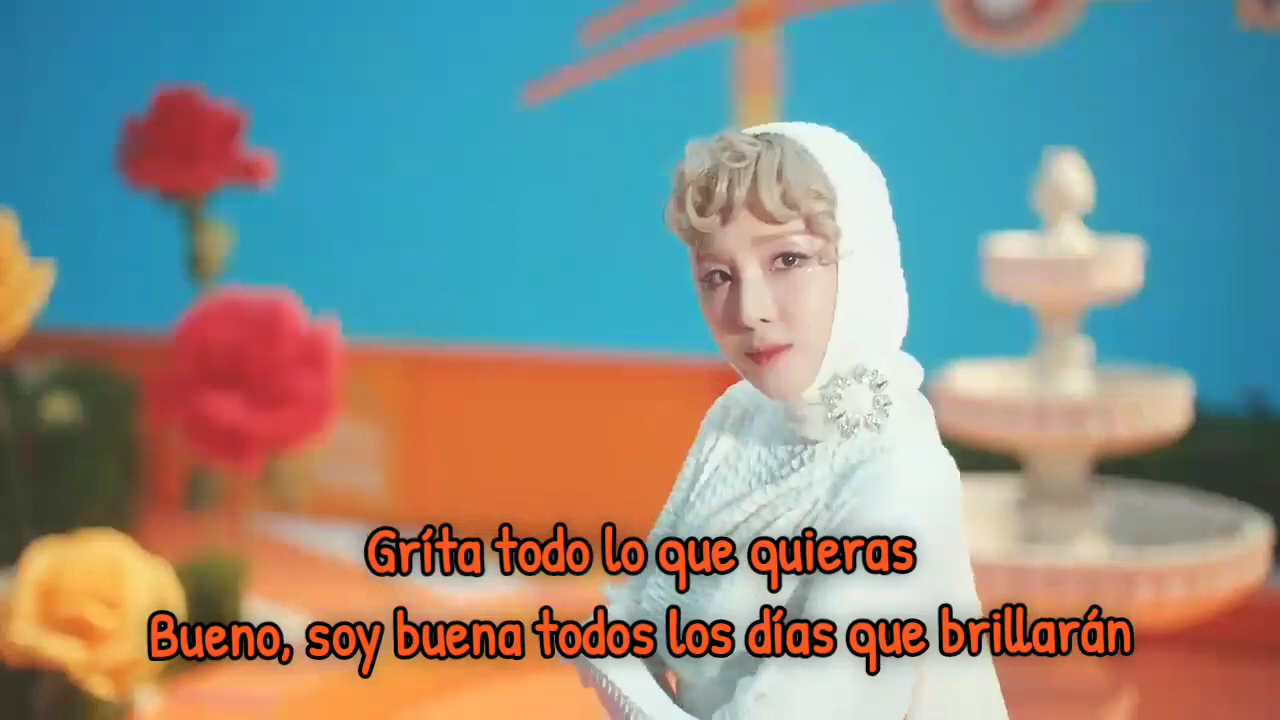 Gríta todo lo que quieras
Bueno, soy buena todos los días que brillarán